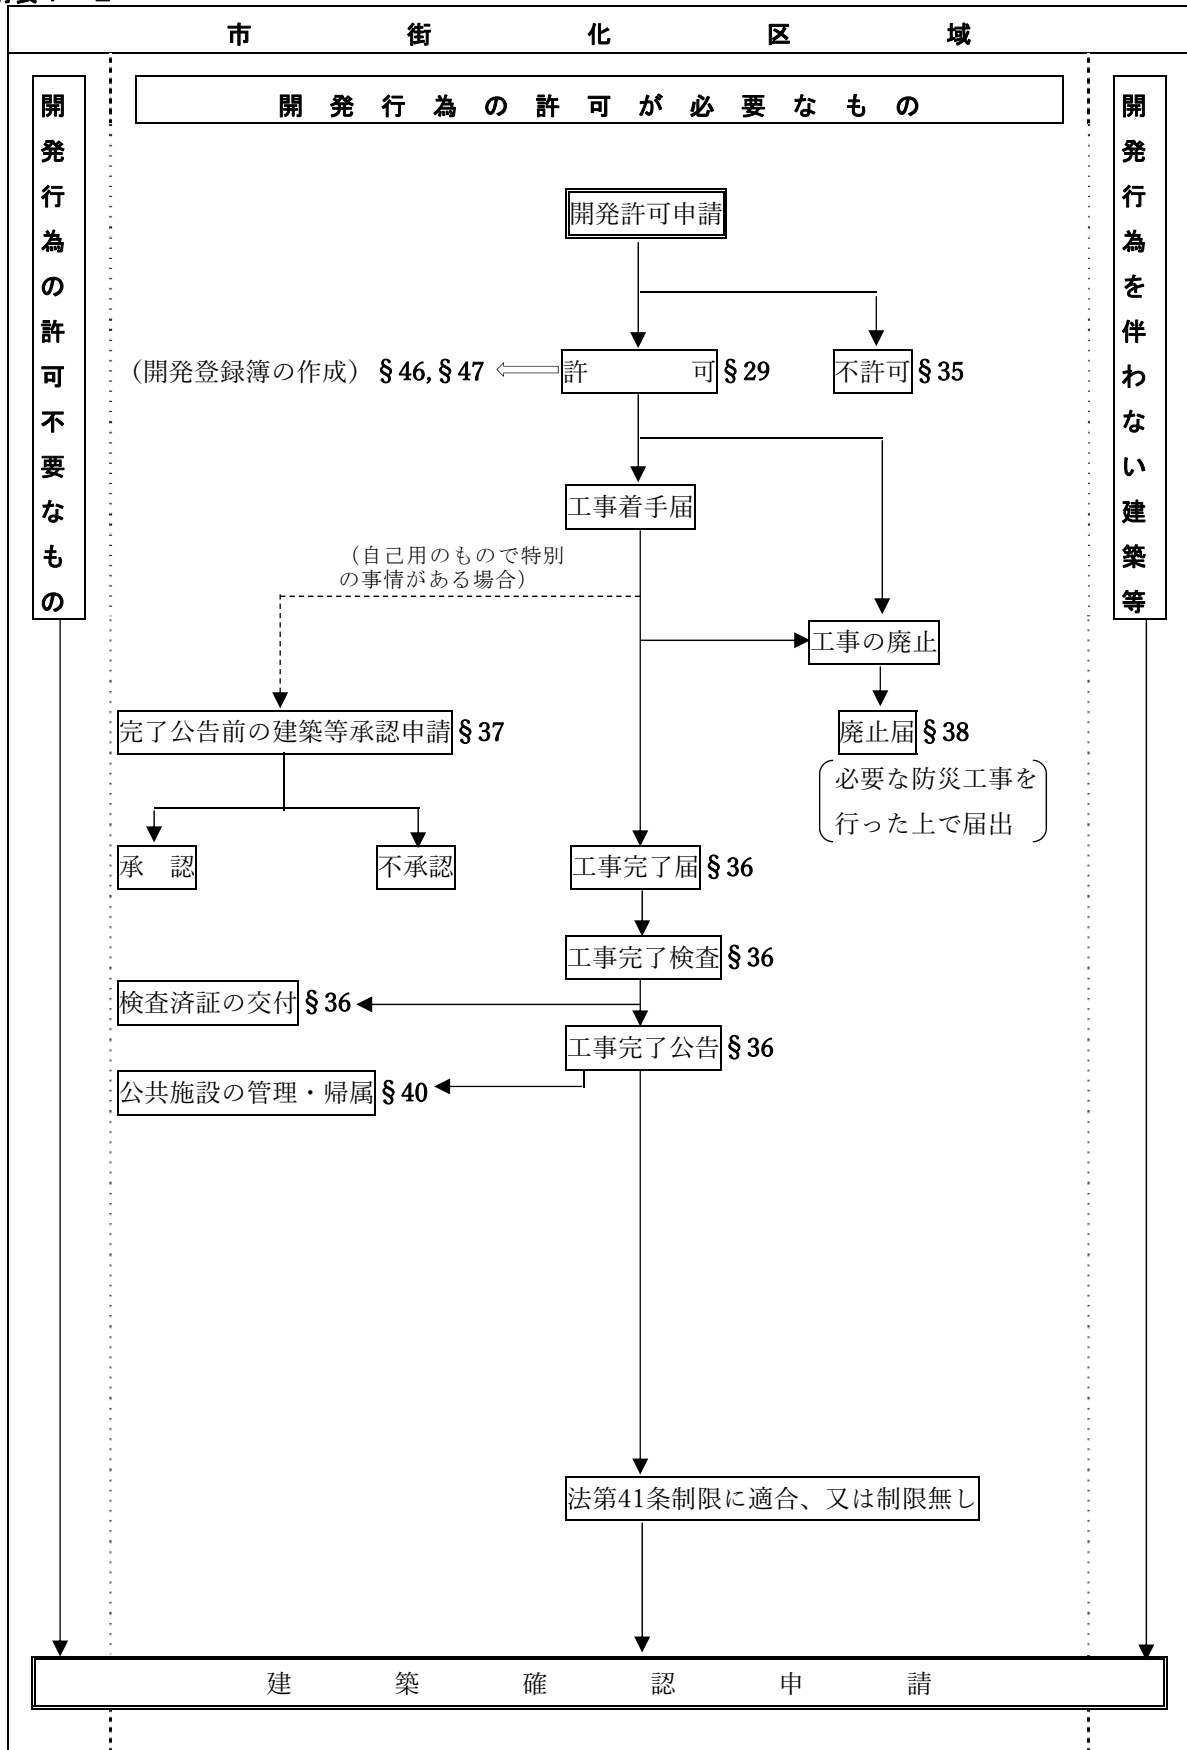 市街化区域
開発行為の許可不要なもの
開発行為の許可が必要なもの
開発行為を伴わない建築等
開発許可申請
（開発登録簿の作成）§46,§47
許可§29
不許可§35
工事着手届
（自己用のもので特別
の事情がある場合）
工事の廃止
完了公告前の建築等承認申請§37
廃止届§38
必要な防災工事を
行った上で届出
承　認
不承認
工事完了届§36
工事完了検査§36
検査済証の交付§36
工事完了公告§36
公共施設の管理・帰属§40
法第41条制限に適合、又は制限無し
建築確認申請